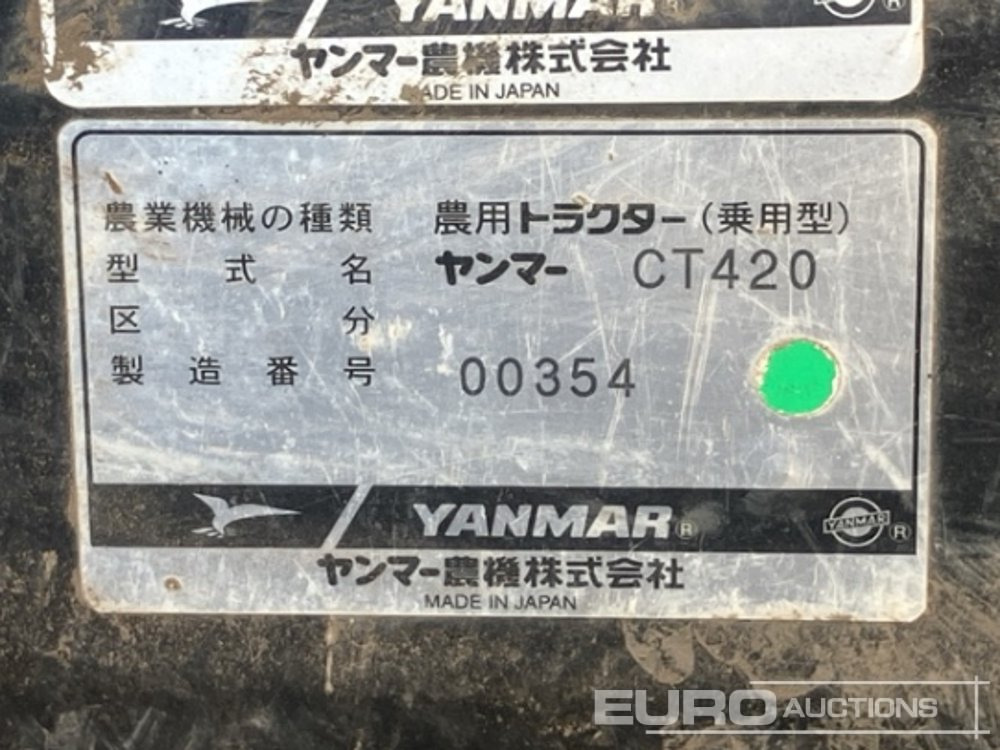 YANMAR ®
ヤンマー農機株式会社
MADE IN JAPAN
農業機械の種類 農用トラクター(乗用型)
型式名 ヤンマー CT420
区分
製造番号 00354
YANMAR® YANMAR ®
ヤンマー農機株式会社
MADE IN JAPAN
EURO AUCTIONS